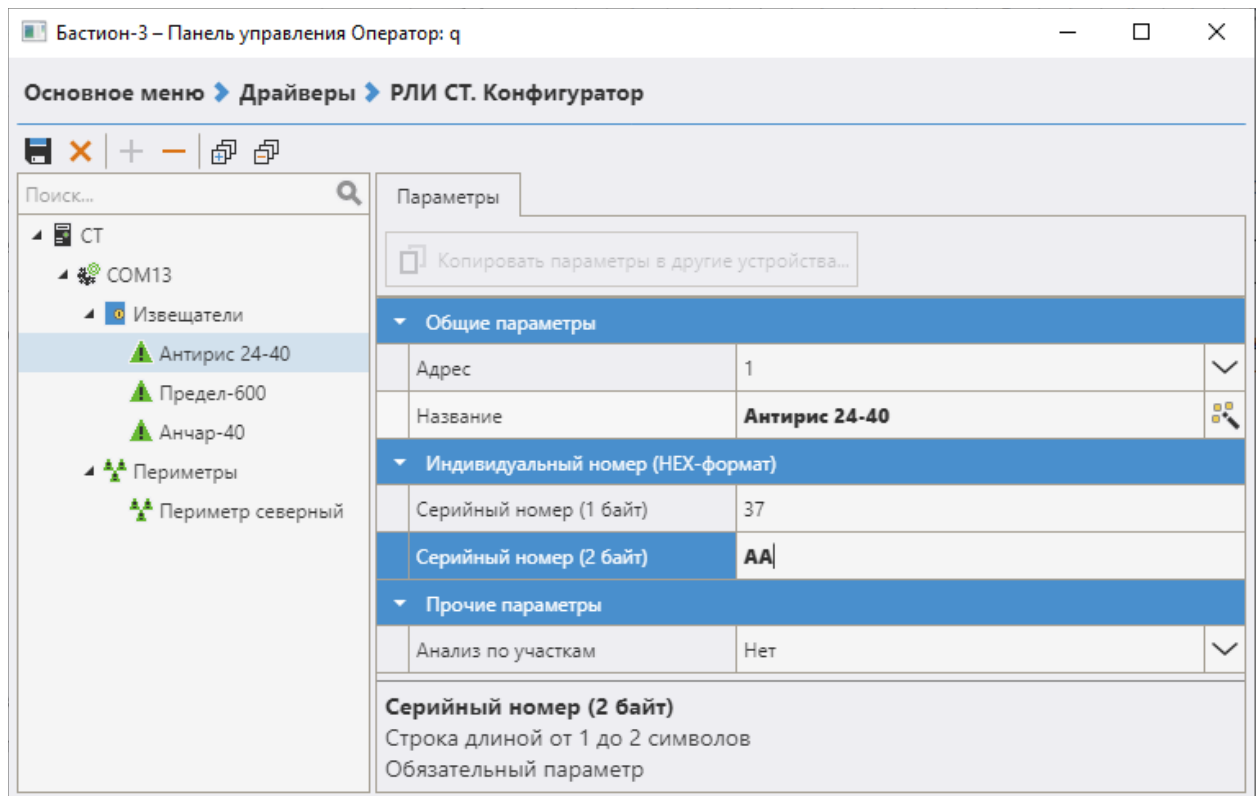 Бастион-3 – Панель управления Оператор: q
Основное меню Драйверы РЛИ СТ. Конфигуратор
Поиск...
СТ
COM13
Извещатели
Антирис 24-40
Предел-600
Анчар-40
Периметры
Периметр северный
Параметры
Копировать параметры в другие устройства...
Общие параметры
Адрес 1
Название Антирис 24-40
Индивидуальный номер (HEX-формат)
Серийный номер (1 байт) 37
Серийный номер (2 байт) AA
Прочие параметры
Анализ по участкам Нет
Серийный номер (2 байт)
Строка длиной от 1 до 2 символов
Обязательный параметр